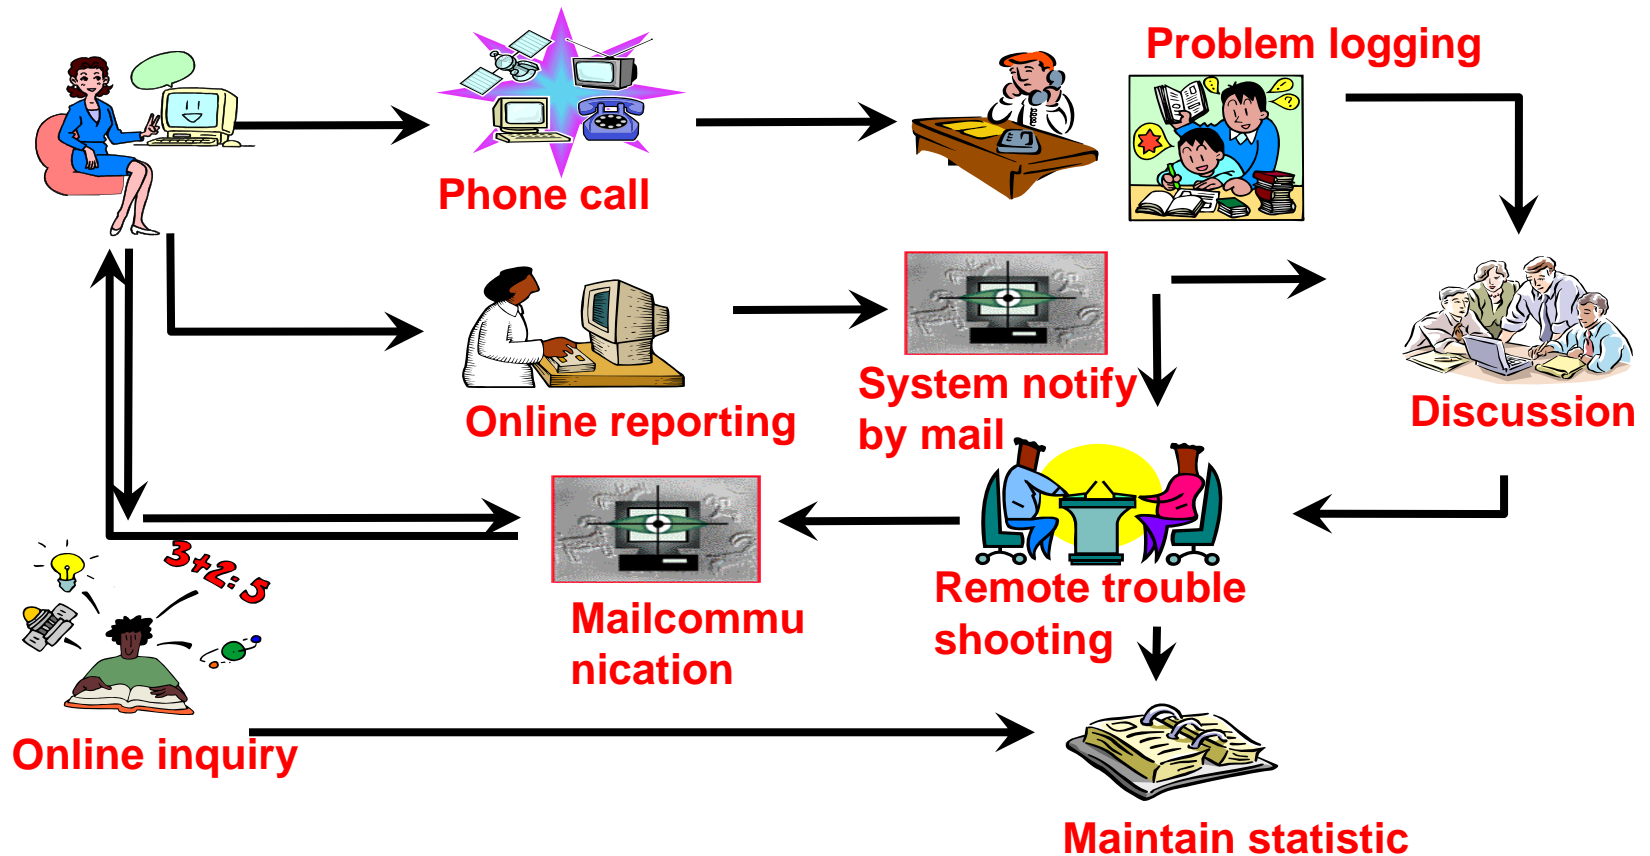 Problem logging
Phone call
System notify
by mail
Online reporting
Discussion
3+2=5
Remote trouble
shooting
Mailcommu
nication
Online inquiry
Maintain statistic